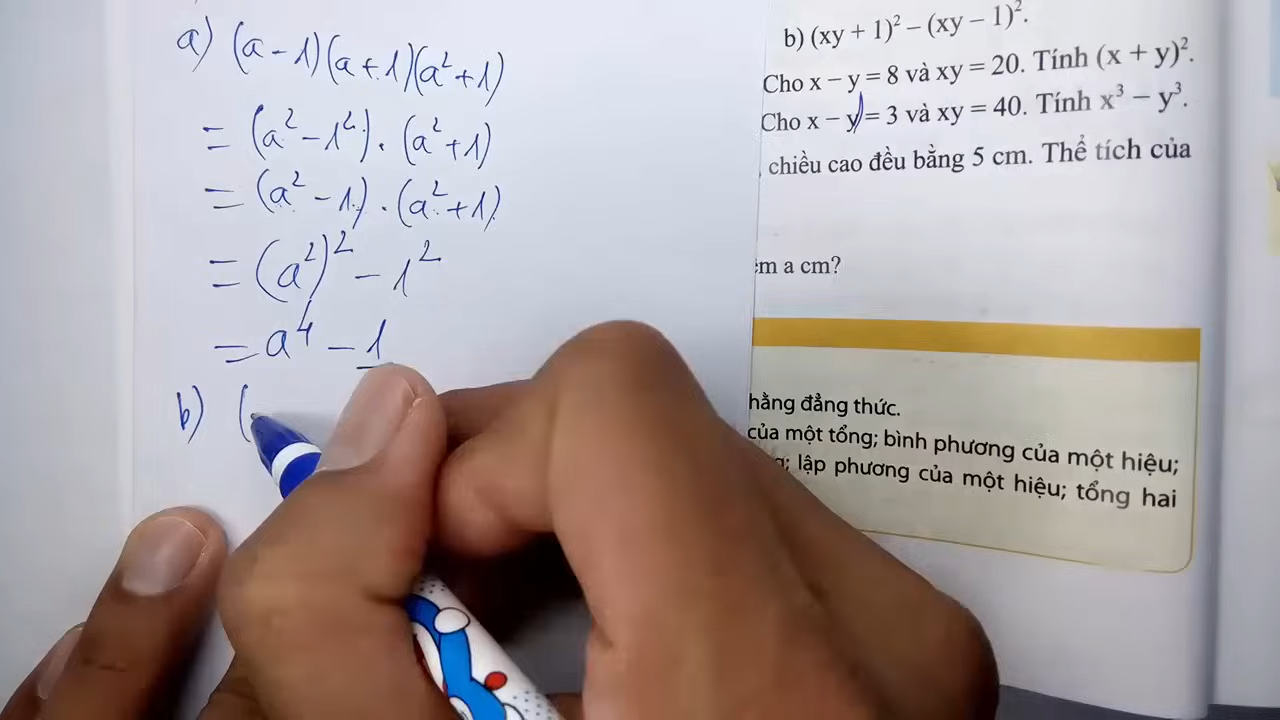 a) (a - 1)(a + 1)(a² + 1)
= (a² - 1²) . (a² + 1)
= (a² - 1) . (a² + 1)
= (a²)² - 1²
= a⁴ - 1
b) (
b) (xy + 1)² – (xy – 1)².
Cho x – y = 8 và xy = 20. Tính (x + y)².
Cho x – y = 3 và xy = 40. Tính x³ – y³.
, chiều cao đều bằng 5 cm. Thể tích của
m a cm?
hằng đẳng thức.
của một tổng; bình phương của một hiệu;
; lập phương của một hiệu; tổng hai